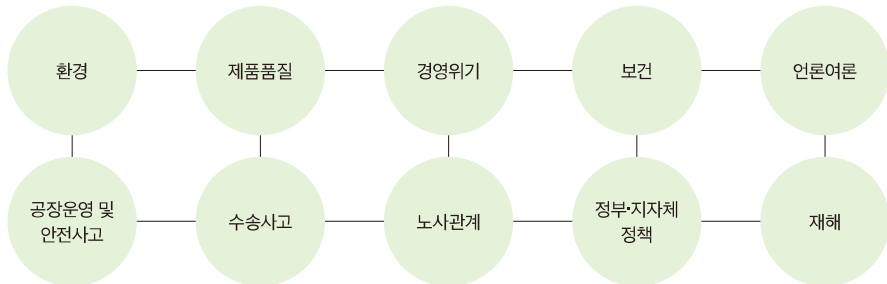 환경
제품품질
경영위기
보건
언론여론
공장운영 및
안전사고
수송사고
노사관계
정부·지자체
정책
재해